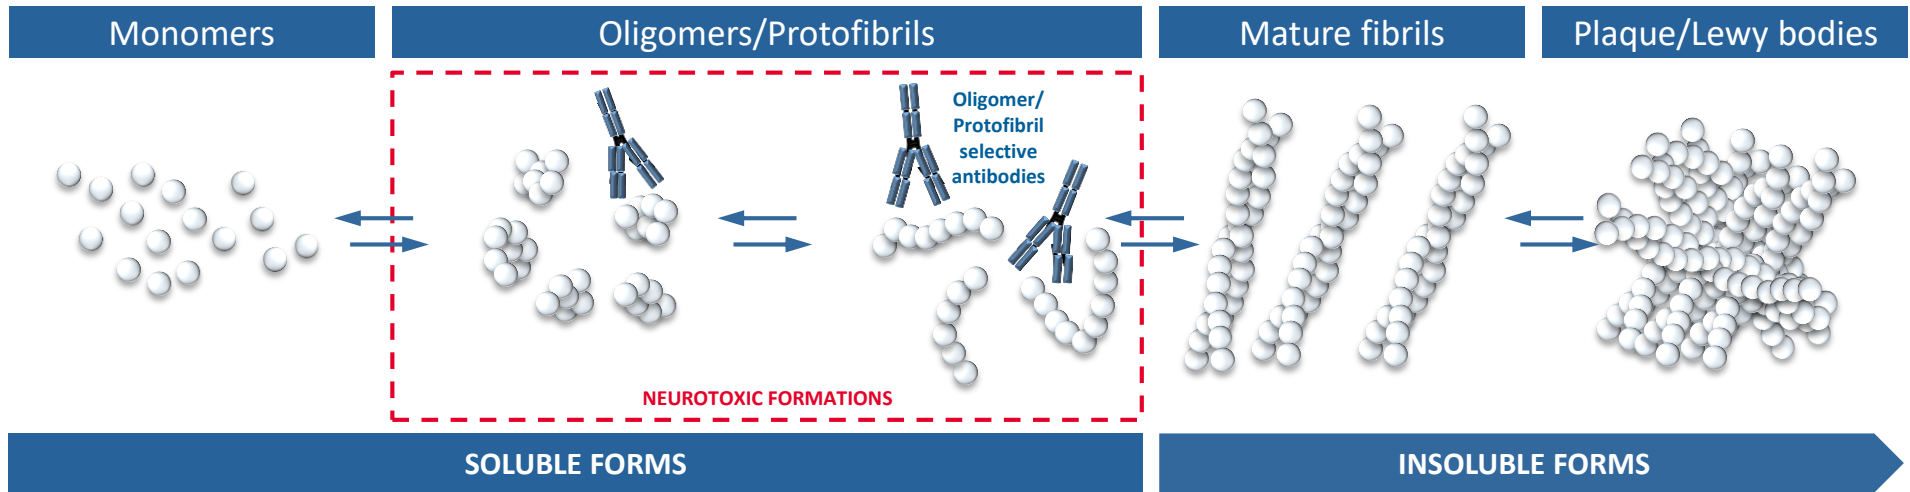 Monomers
Oligomers/Protofibrils
Mature fibrils
Plaque/Lewy bodies
Oligomer/
Protofibril
selective
antibodies
NEUROTOXIC FORMATIONS
SOLUBLE FORMS
INSOLUBLE FORMS